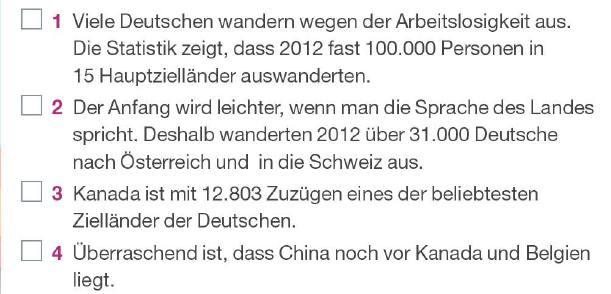 1 Viele Deutschen wandern wegen der Arbeitslosigkeit aus.
Die Statistik zeigt, dass 2012 fast 100.000 Personen in
15 Hauptzielländer auswanderten.
2 Der Anfang wird leichter, wenn man die Sprache des Landes
spricht. Deshalb wanderten 2012 über 31.000 Deutsche
nach Österreich und in die Schweiz aus.
3 Kanada ist mit 12.803 Zuzügen eines der beliebtesten
Zielländer der Deutschen.
4 Überraschend ist, dass China noch vor Kanada und Belgien
liegt.